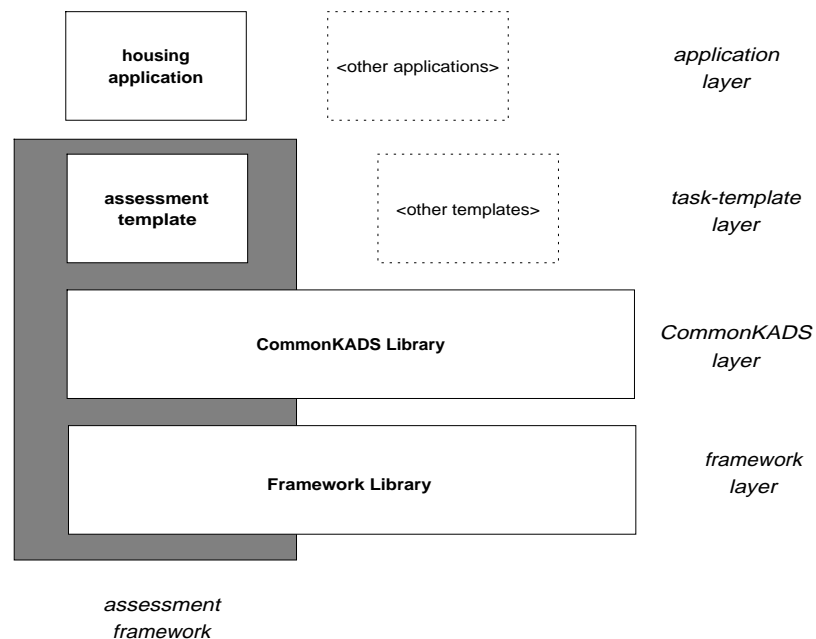 housing
application
<other applications>
application
layer
assessment
template
<other templates>
task-template
layer
CommonKADS Library
CommonKADS
layer
Framework Library
framework
layer
assessment
framework